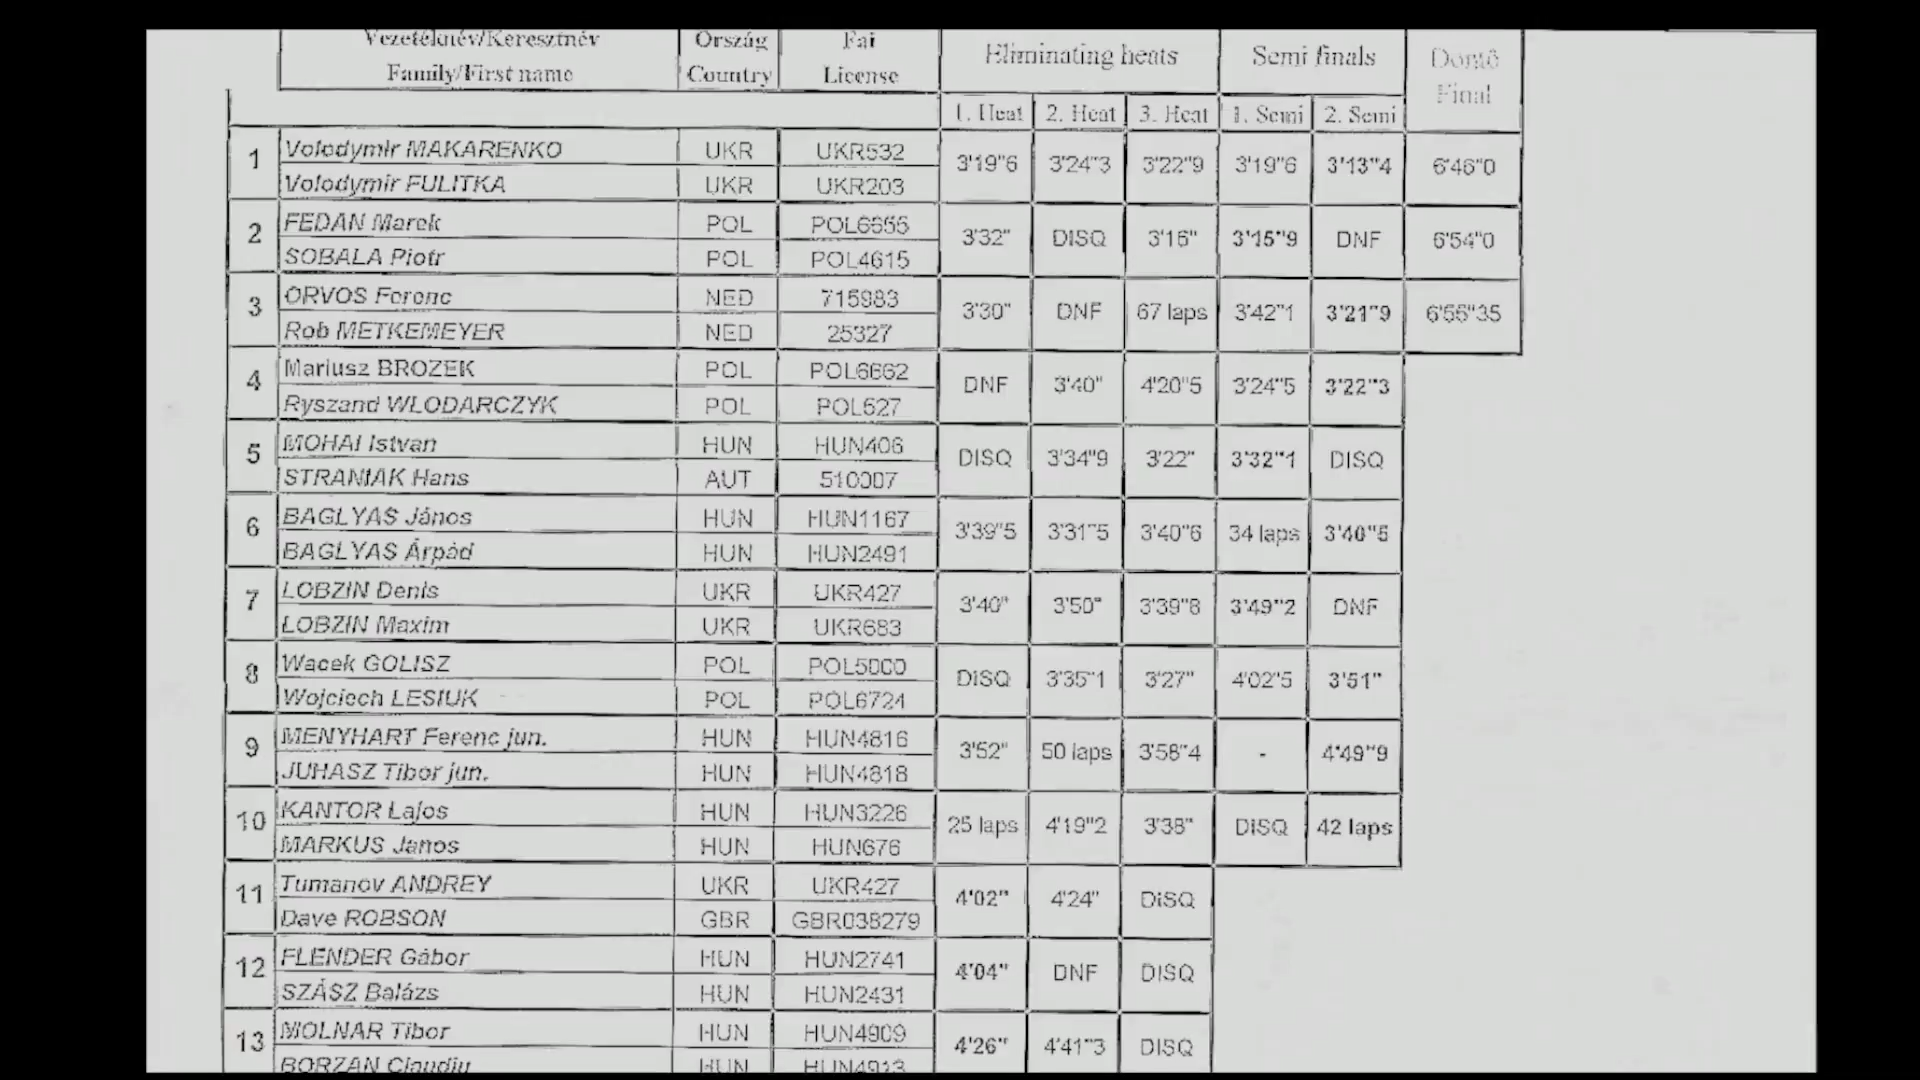 Vezetéknév/Keresztnév Ország Fai Eliminating heats Semi finals Dontő
Family/First name Country License Final
1. Heat 2. Heat 3. Heat 1. Semi 2. Semi
1 Volodymir MAKARENKO UKR UKR532 3'19"6 3'24"3 3'22"9 3'19"6 3'13"4 6'46"0
Volodymir FULITKA UKR UKR203
2 FEDAN Marek POL POL6656 3'32" DISQ 3'16" 3'15"9 DNF 6'54"0
SOBALA Piotr POL POL4615
3 ORVOS Ferenc NED 715983 3'30" DNF 67 laps 3'42"1 3'21"9 6'55"35
Rob METKEMEYER NED 25327
4 Mariusz BROZEK POL POL6662 DNF 3'40" 4'20"5 3'24"5 3'22"3
Ryszand WLODARCZYK POL POL527
5 MOHAI Istvan HUN HUN406 DISQ 3'34"9 3'22" 3'32"1 DISQ
STRANIAK Hans AUT 510007
6 BAGLYAS János HUN HUN1167 3'39"5 3'31"5 3'40"6 34 laps 3'40"5
BAGLYAS Árpád HUN HUN2491
7 LOBZIN Denis UKR UKR427 3'40" 3'50" 3'39"8 3'49"2 DNF
LOBZIN Maxim UKR UKR683
8 Wacek GOLISZ POL POL5000 DISQ 3'35"1 3'27" 4'02"5 3'51"
Wojciech LESIUK POL POL6724
9 MENYHART Ferenc jun. HUN HUN4816 3'52" 50 laps 3'58"4 - 4'49"9
JUHASZ Tibor jun. HUN HUN4818
10 KANTOR Lajos HUN HUN3226 25 laps 4'19"2 3'38" DISQ 42 laps
MARKUS Janos HUN HUN676
11 Tumanov ANDREY UKR UKR427 4'02" 4'24" DISQ
Dave ROBSON GBR GBR038279
12 FLENDER Gábor HUN HUN2741 4'04" DNF DISQ
SZÁSZ Balázs HUN HUN2431
13 MOLNAR Tibor HUN HUN4909 4'26" 4'41"3 DISQ
BORZAN Claudiu HUN HUN4913